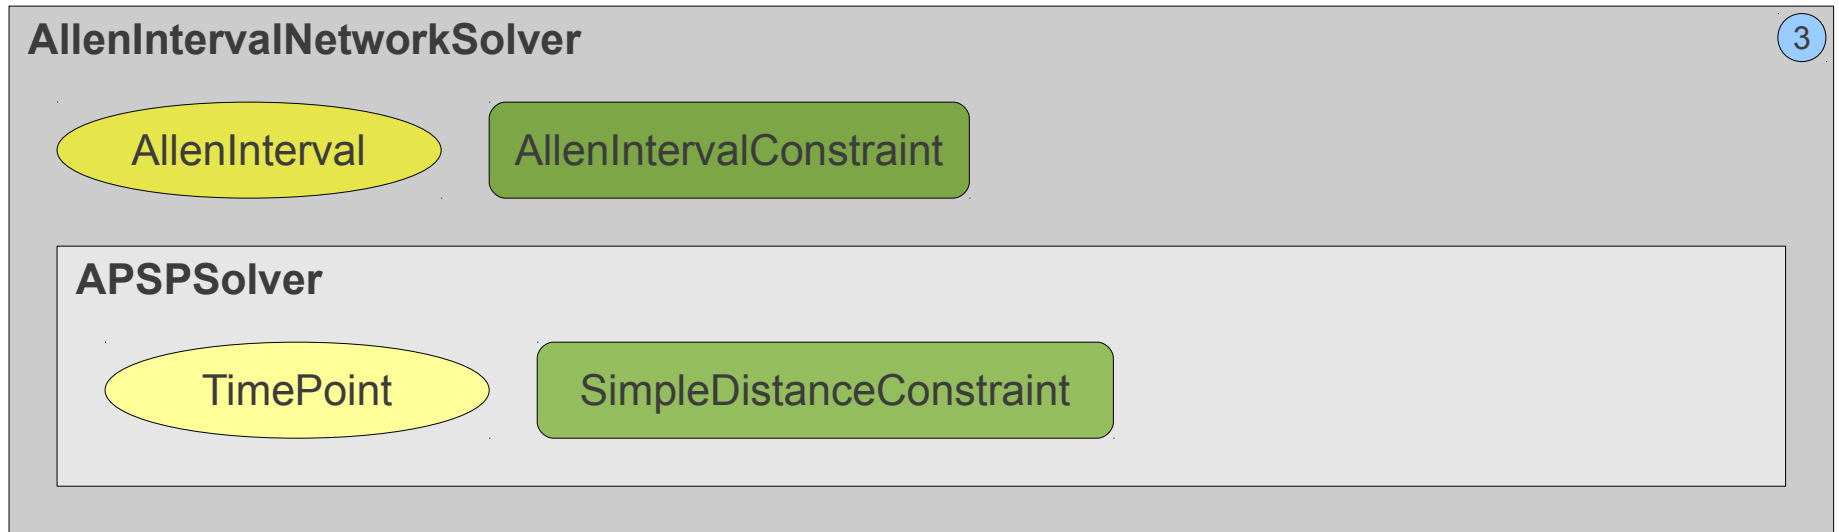 AllenIntervalNetworkSolver
3
AllenInterval
AllenIntervalConstraint
APSPSolver
TimePoint
SimpleDistanceConstraint